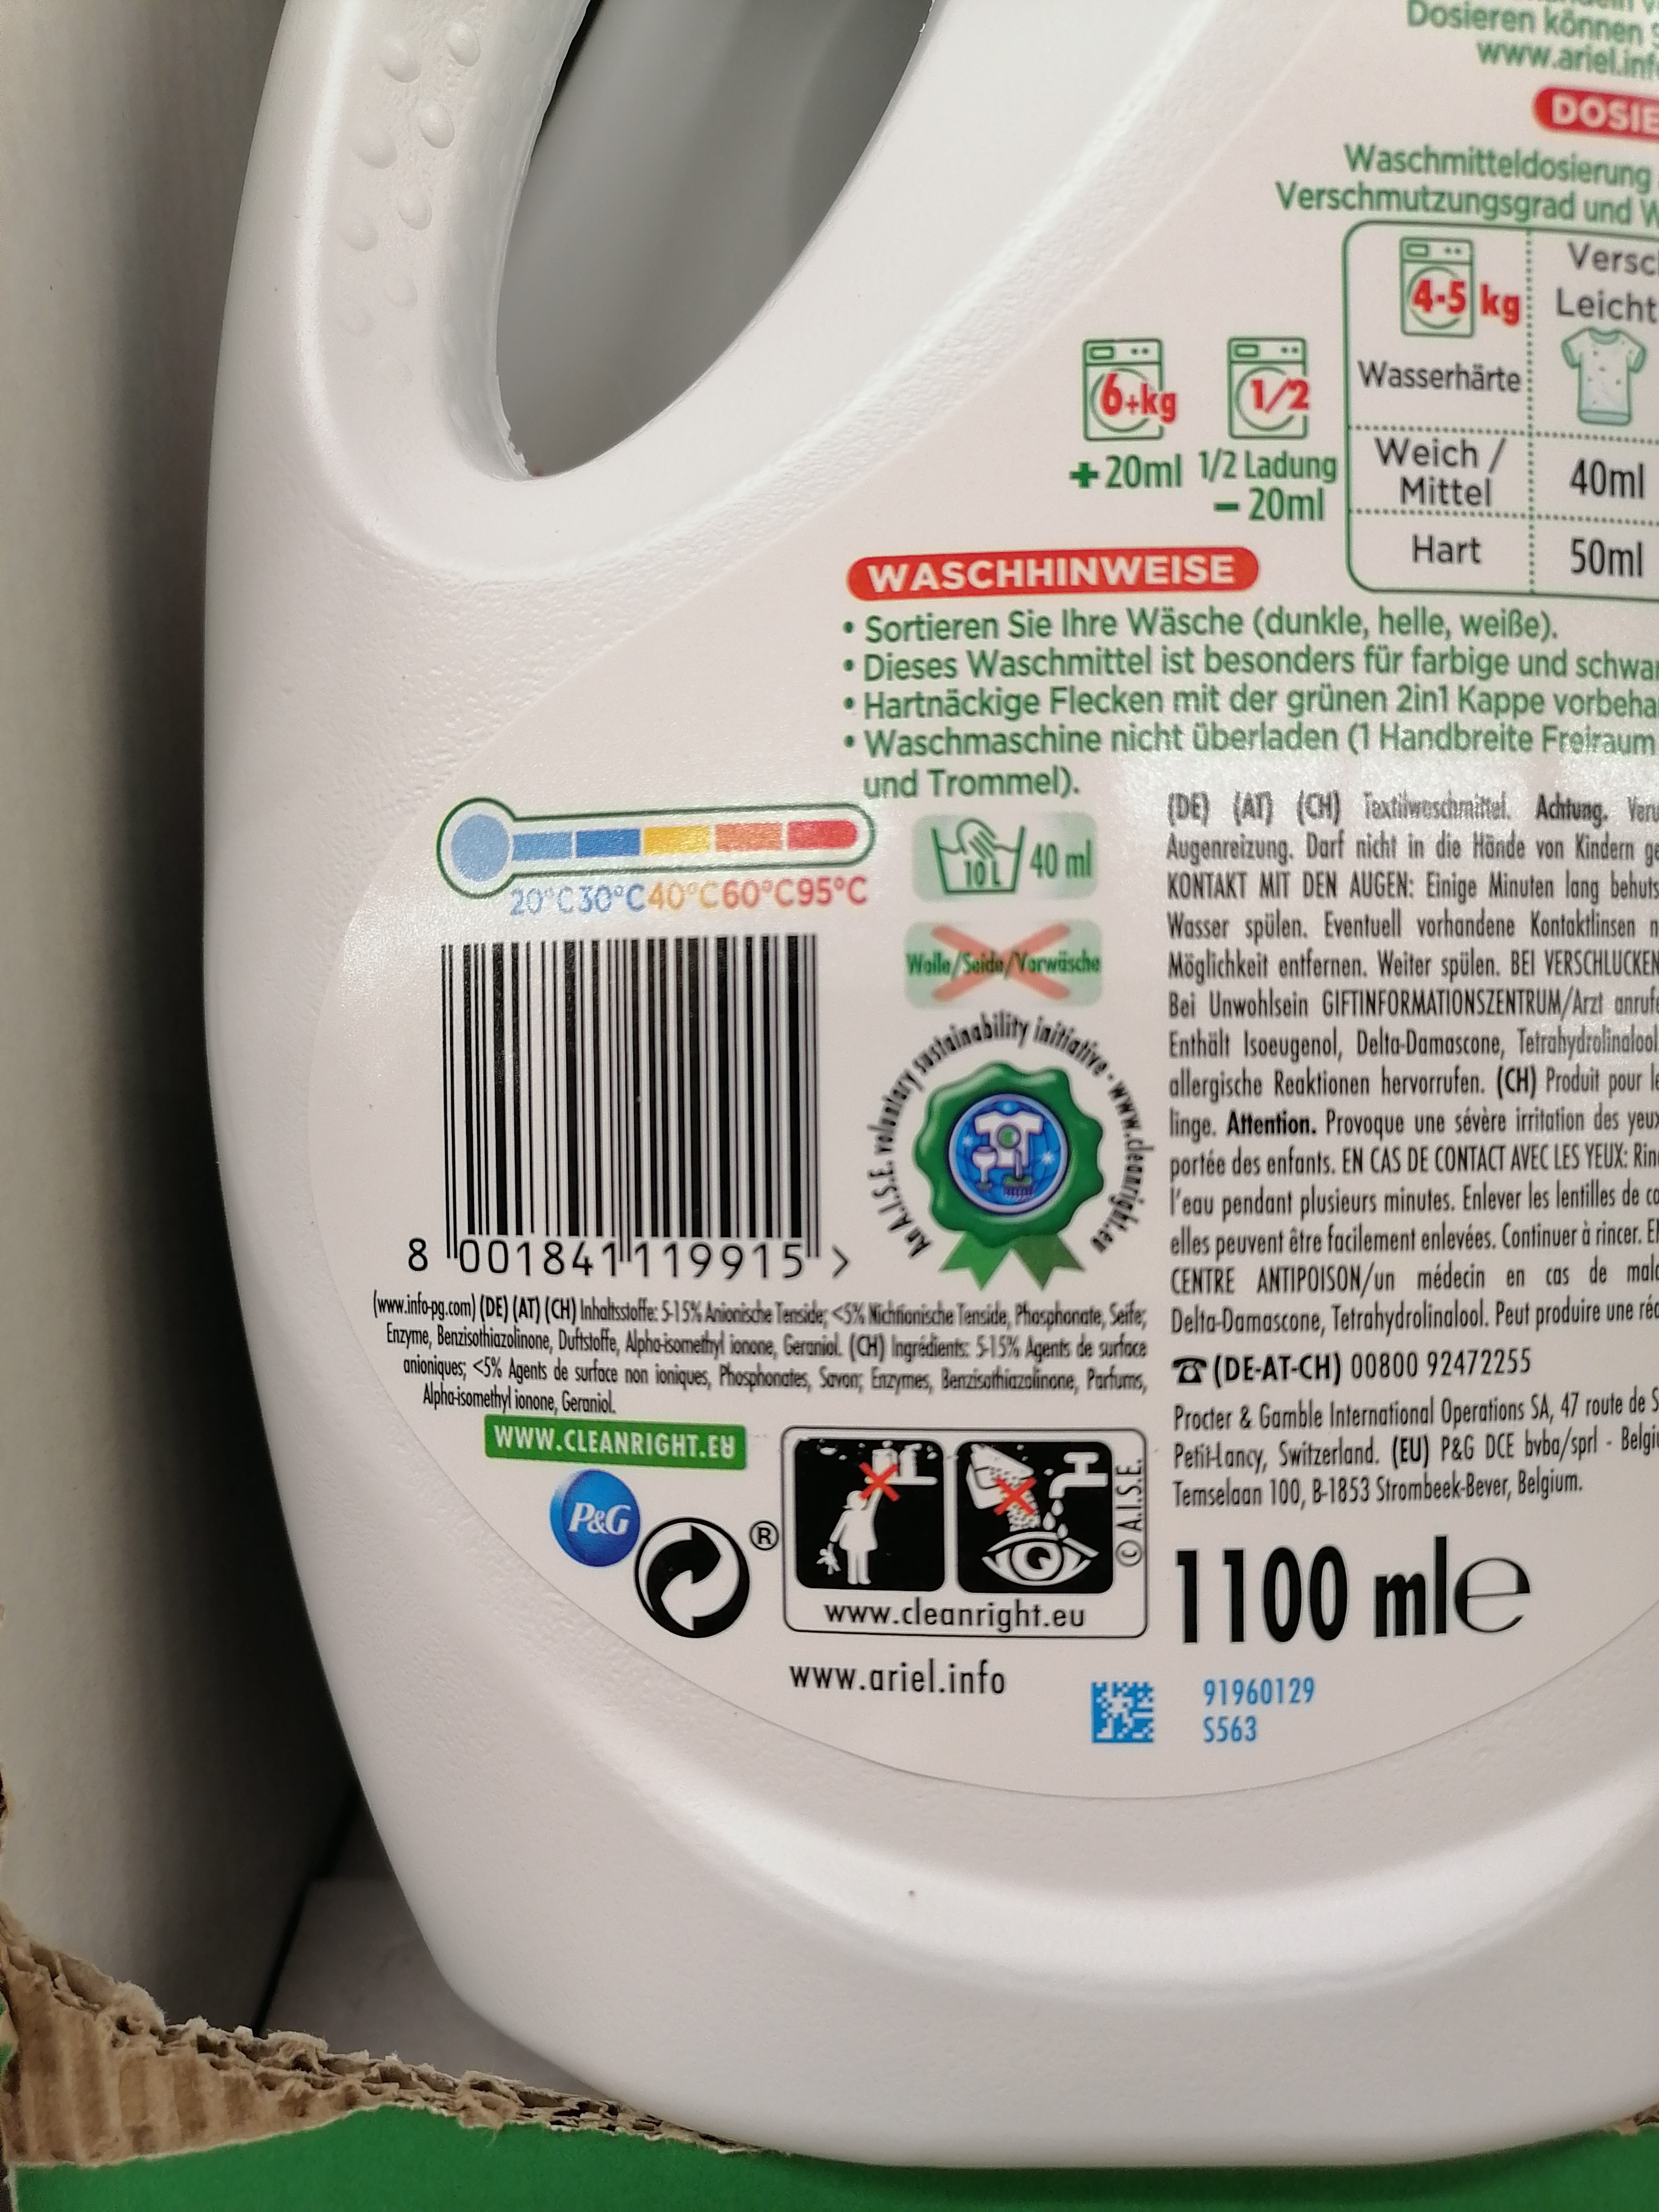 Dosieren können
www.ariel.inf
DOSIE
Waschmitteldosierung
Verschmutzungsgrad und W
4-5 kg
Versc
Leicht
Wasserhärte
6+kg
1/2
+20ml
1/2 Ladung
- 20ml
Weich /
Mittel
40ml
Hart
50ml
WASCHHINWEISE
• Sortieren Sie Ihre Wäsche (dunkle, helle, weiße).
• Dieses Waschmittel ist besonders für farbige und schwar
• Hartnäckige Flecken mit der grünen 2in1 Kappe vorbeha
• Waschmaschine nicht überladen (1 Handbreite Freiraum
und Trommel).
20°C 30°C 40°C 60°C 95°C
10L 40 ml
Wolle/Seide/Vorwäsche
An A.I.S.E. voluntary sustainability initiative - www.cleanright.eu
8 001841 119915 >
(www.info-pg.com) (DE) (AT) (CH) Inhaltsstoffe: 5-15% Anionische Tenside; <5% Nichtionische Tenside, Phosphonate, Seife;
Enzyme, Benzisothiazolinone, Duftstoffe, Alpha-isomethyl ionone, Geraniol. (CH) Ingrédients: 5-15% Agents de surface
anioniques; <5% Agents de surface non ioniques, Phosphonates, Savon; Enzymes, Benzisothiazolinone, Parfums,
Alpha-isomethyl ionone, Geraniol.
WWW.CLEANRIGHT.EU
P&G
®
© A.I.S.E.
www.cleanright.eu
www.ariel.info
(DE) (AT) (CH) Textilwaschmittel. Achtung. Veru
Augenreizung. Darf nicht in die Hände von Kindern ge
KONTAKT MIT DEN AUGEN: Einige Minuten lang behuts
Wasser spülen. Eventuell vorhandene Kontaktlinsen n
Möglichkeit entfernen. Weiter spülen. BEI VERSCHLUCKEN
Bei Unwohlsein GIFTINFORMATIONSZENTRUM/Arzt anrufe
Enthält Isoeugenol, Delta-Damascone, Tetrahydrolinalool
allergische Reaktionen hervorrufen. (CH) Produit pour le
linge. Attention. Provoque une sévère irritation des yeux
portée des enfants. EN CAS DE CONTACT AVEC LES YEUX: Rin
l'eau pendant plusieurs minutes. Enlever les lentilles de co
elles peuvent être facilement enlevées. Continuer à rincer. E
CENTRE ANTIPOISON/un médecin en cas de mala
Delta-Damascone, Tetrahydrolinalool. Peut produire une réa
☎ (DE-AT-CH) 00800 92472255
Procter & Gamble International Operations SA, 47 route de S
Petit-Lancy, Switzerland. (EU) P&G DCE bvba/sprl - Belgi
Temselaan 100, B-1853 Strombeek-Bever, Belgium.
1100 ml e
91960129
S563